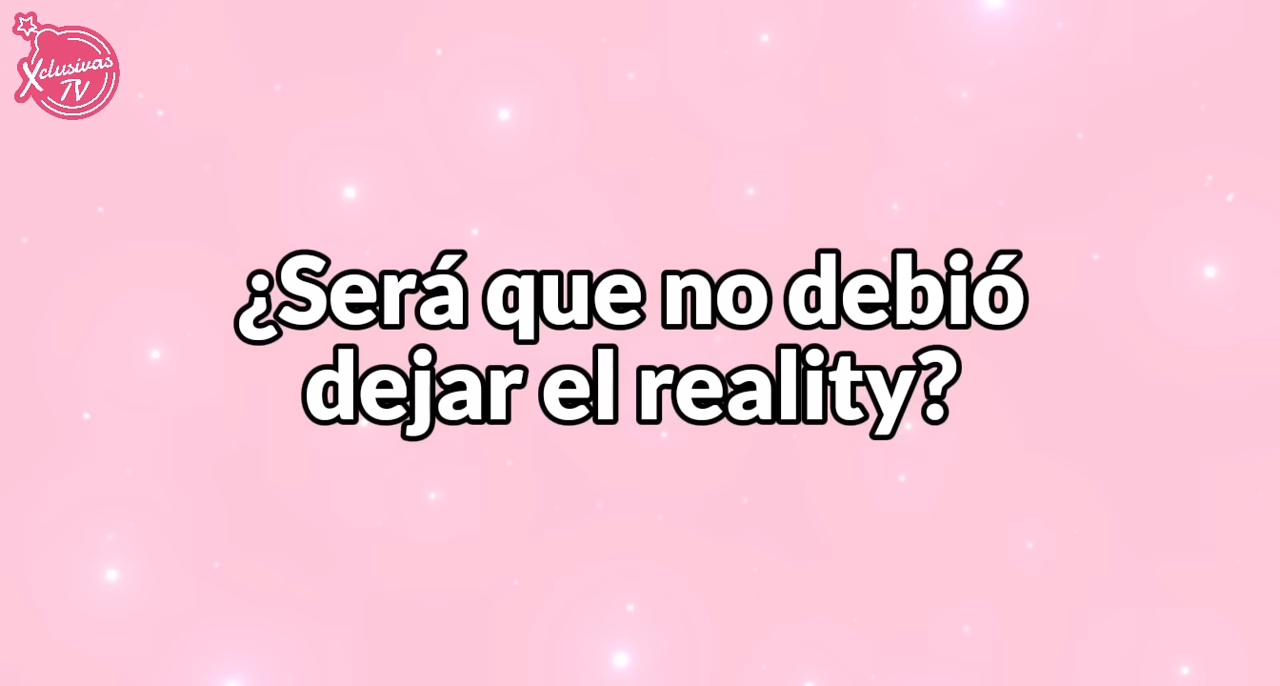 Xclusivas
TV
¿Será que no debió
dejar el reality?